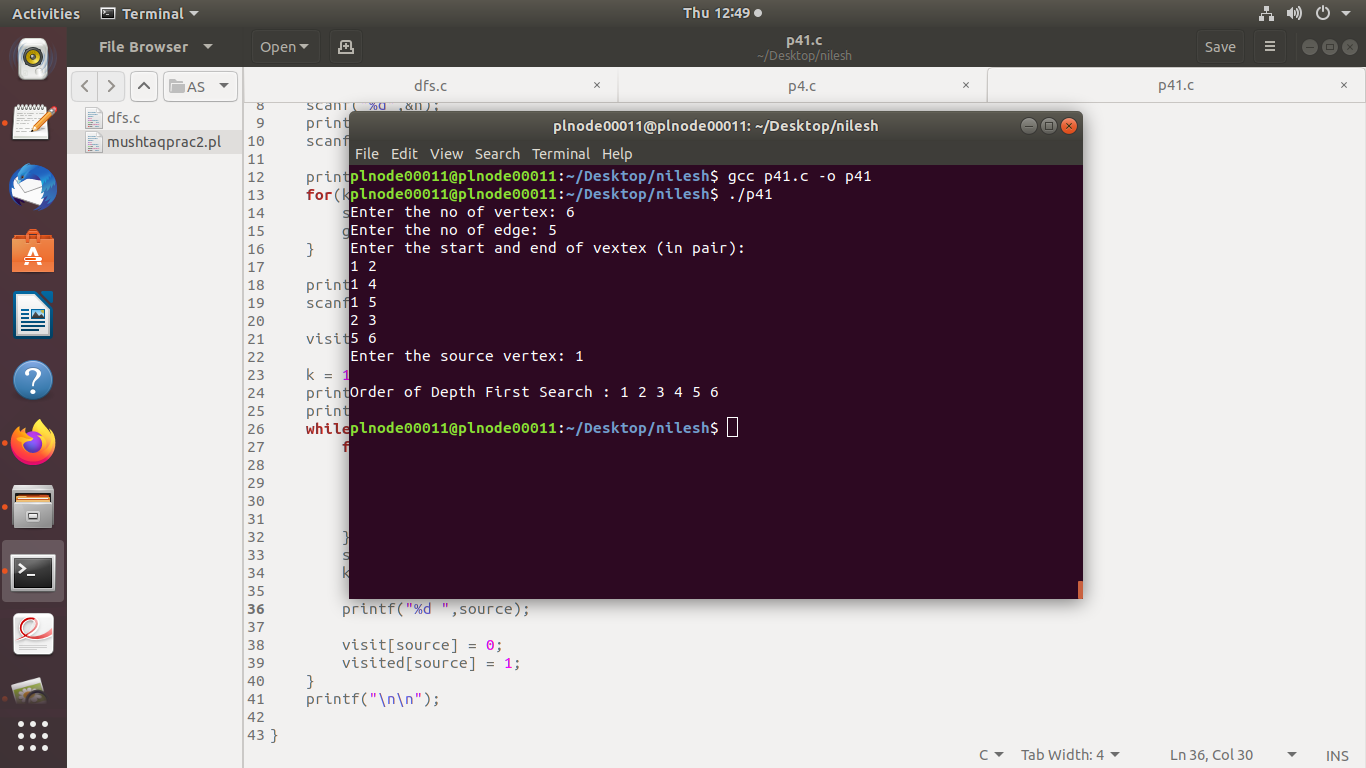 Activities Terminal Thu 12:49
File Browser Open p41.c Save
~/Desktop/nilesh
AS dfs.c p4.c p41.c
dfs.c
mushtaqprac2.pl
8 scanf("%d",&n);
9 print
10 scanf
11
12 print
13 for(k
14 s
15 g
16 }
17
18 print
19 scanf
20
21 visit
22
23 k = 1
24 print
25 print
26 while
27 f
28
29
30
31
32 }
33 s
34 k
35
36 printf("%d ",source);
37
38 visit[source] = 0;
39 visited[source] = 1;
40 }
41 printf("\n\n");
42
43 }
plnode00011@plnode00011: ~/Desktop/nilesh
File Edit View Search Terminal Help
plnode00011@plnode00011:~/Desktop/nilesh$ gcc p41.c -o p41
plnode00011@plnode00011:~/Desktop/nilesh$ ./p41
Enter the no of vertex: 6
Enter the no of edge: 5
Enter the start and end of vextex (in pair):
1 2
1 4
1 5
2 3
5 6
Enter the source vertex: 1
Order of Depth First Search : 1 2 3 4 5 6
plnode00011@plnode00011:~/Desktop/nilesh$
C Tab Width: 4 Ln 36, Col 30 INS